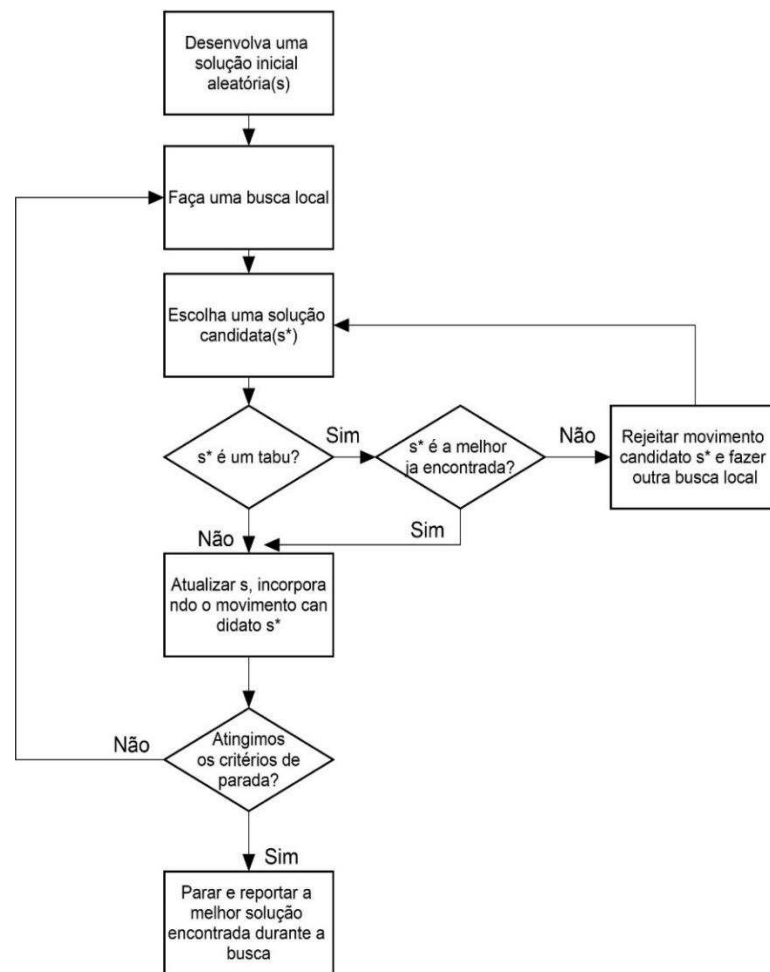 Desenvolva uma
solução inicial
aleatória(s)
Faça uma busca local
Escolha uma solução
candidata(s*)
s* é um tabu?
Sim
s* é a melhor
ja encontrada?
Não
Rejeitar movimento
candidato s* e fazer
outra busca local
Não
Sim
Atualizar s, incorpora
ndo o movimento can
didato s*
Não
Atingimos
os critérios de
parada?
Sim
Parar e reportar a
melhor solução
encontrada durante a
busca